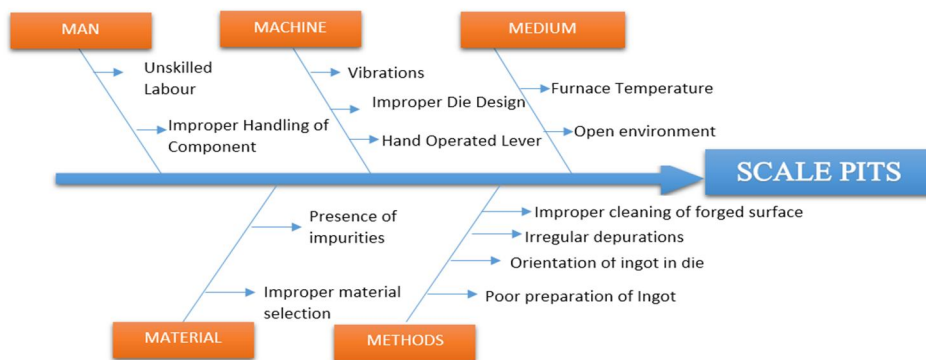 MAN
MACHINE
MEDIUM
Unskilled
Labour
Improper Handling of
Component
Vibrations
Improper Die Design
Hand Operated Lever
Furnace Temperature
Open environment
SCALE PITS
Presence of
impurities
Improper material
selection
Improper cleaning of forged surface
Irregular depurations
Orientation of ingot in die
Poor preparation of Ingot
MATERIAL
METHODS